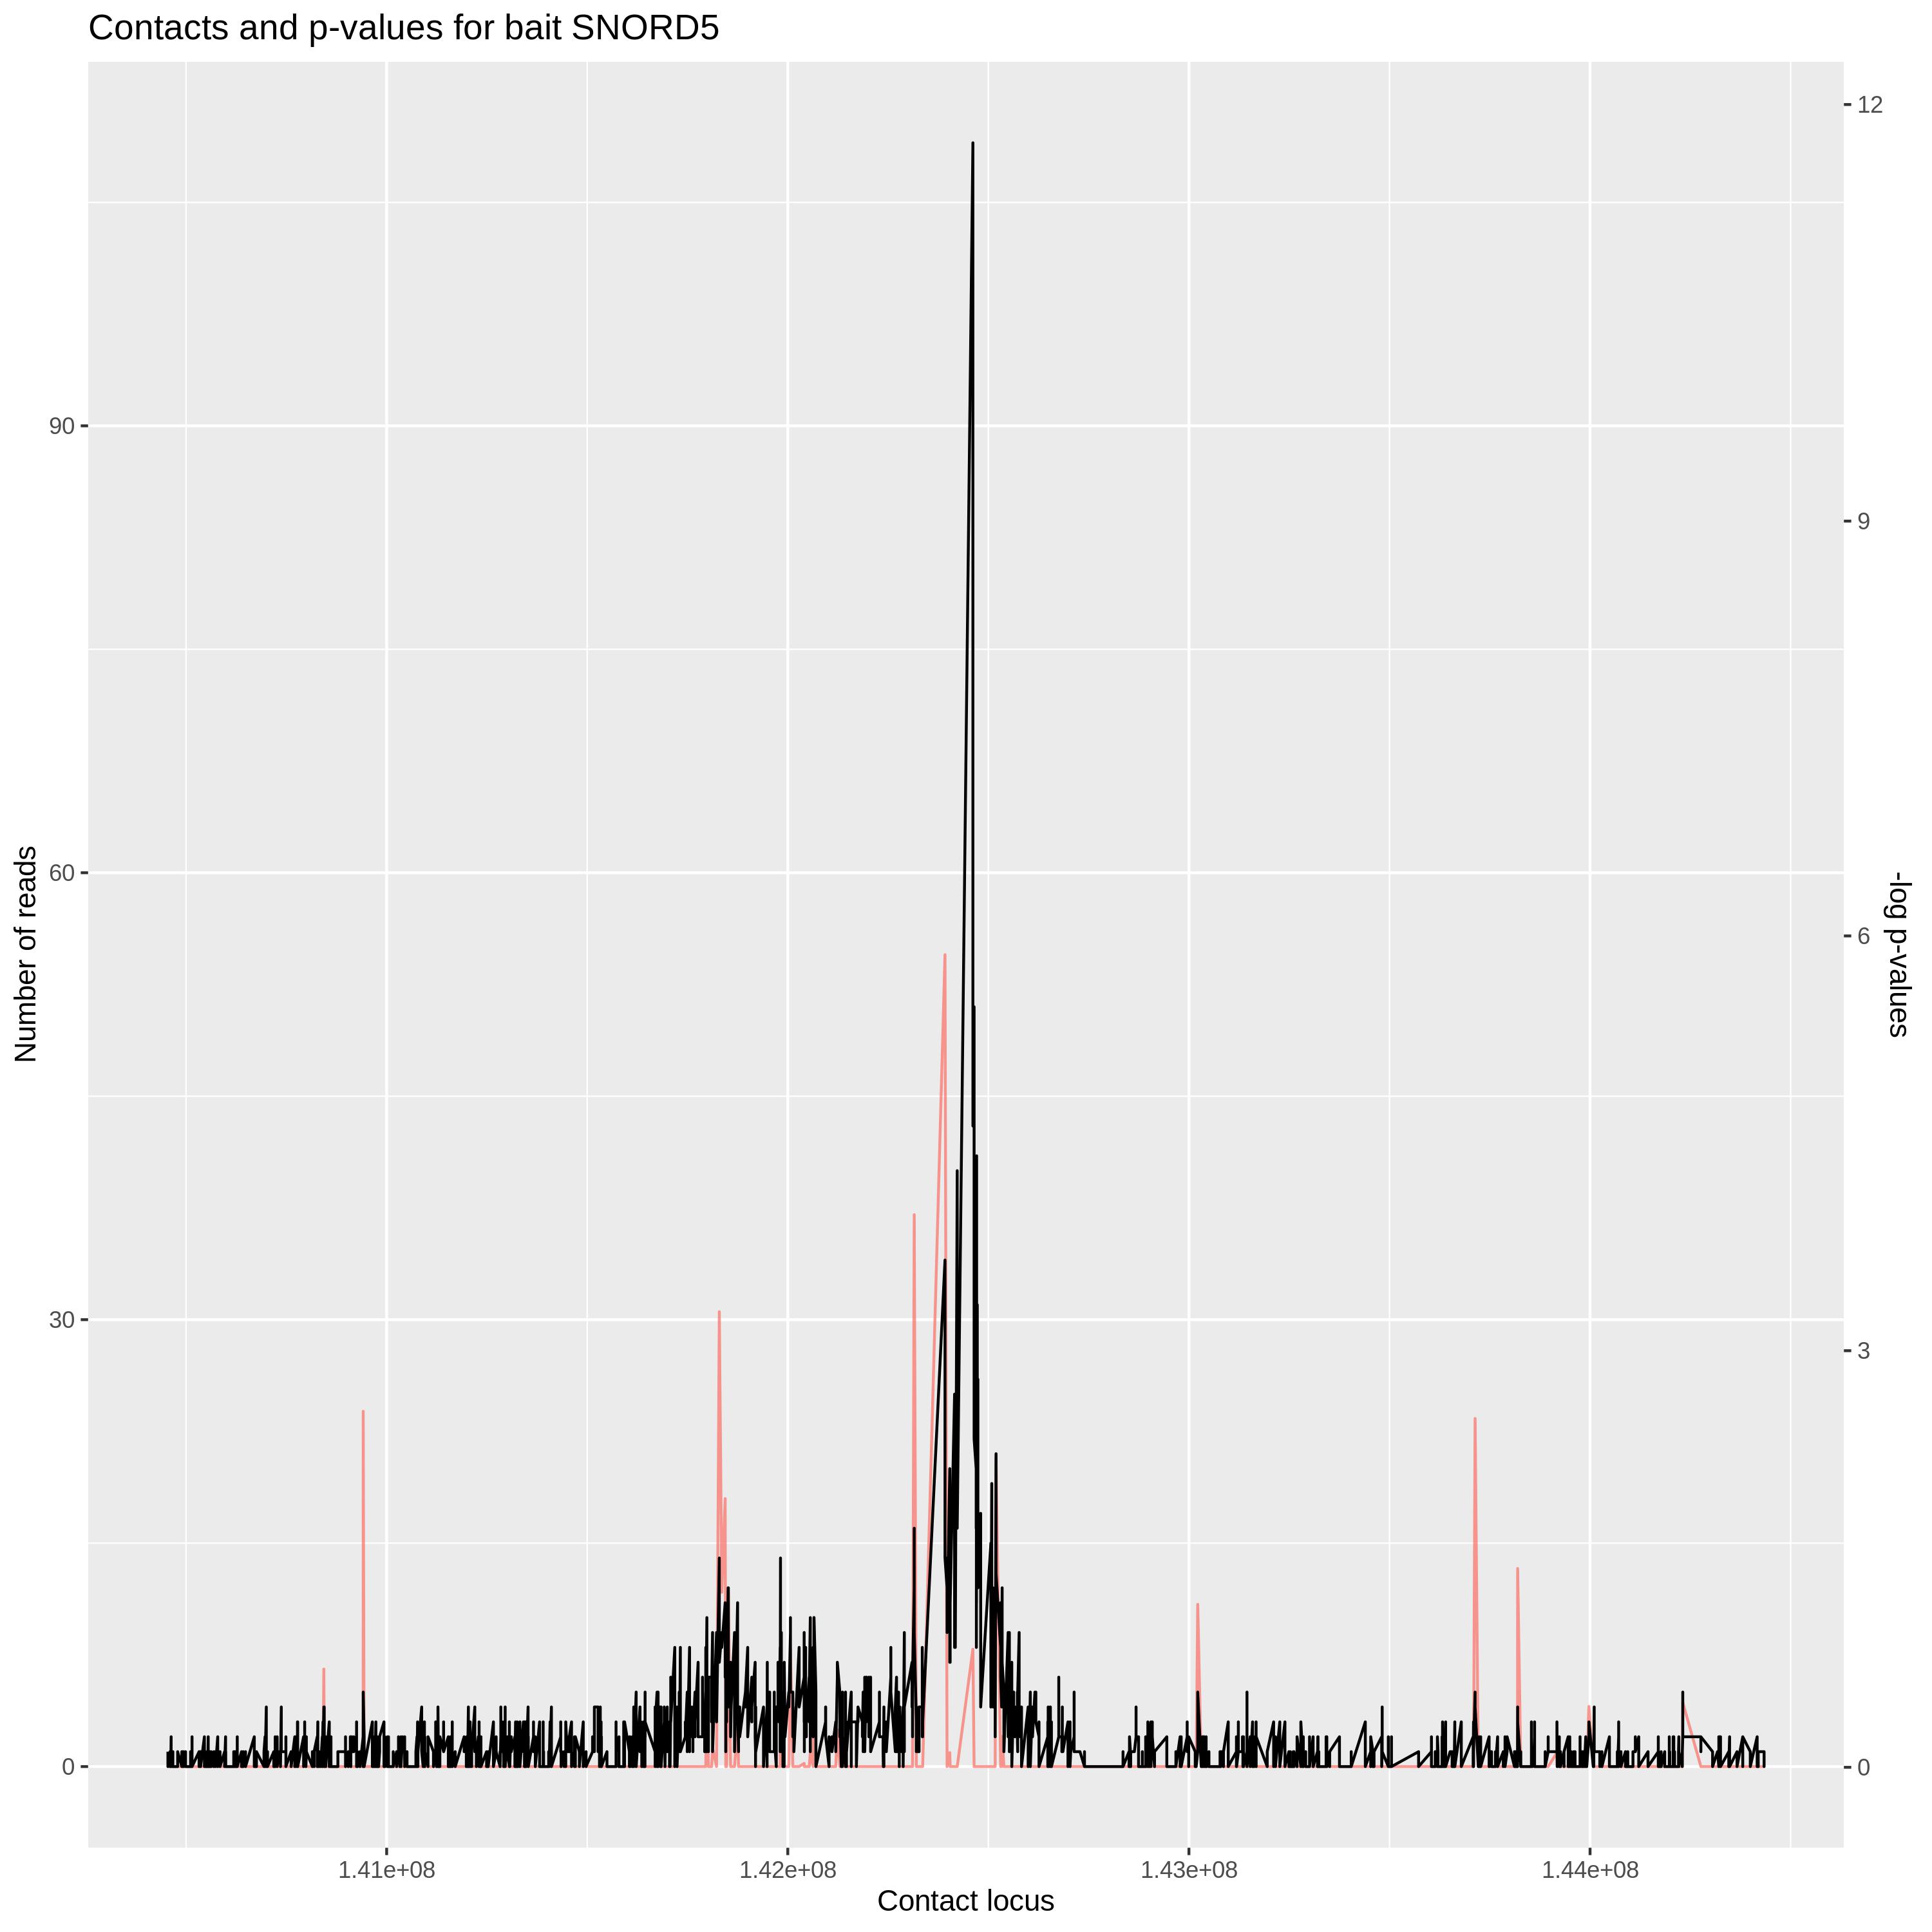 Contacts and p-values for bait SNORD5
12
90
9
60
6
30
3
0
0
Number of reads
-log p-values
1.41e+08
1.42e+08
1.43e+08
1.44e+08
Contact locus